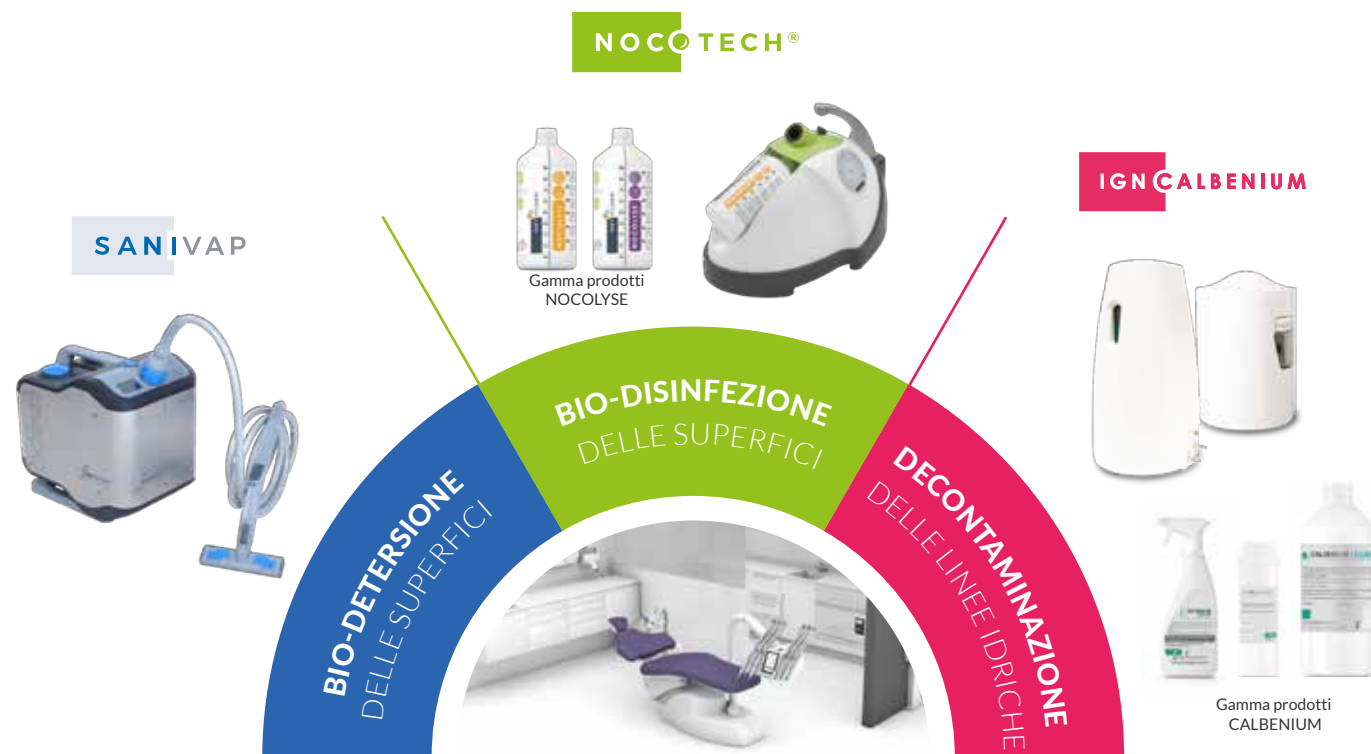 NOCOTECH®
IGN CALBENIUM
SANIVAP
Gamma prodotti
NOCOLYSE
BIO-DETERSIONE
DELLE SUPERFICI
BIO-DISINFEZIONE
DELLE SUPERFICI
DECONTAMINAZIONE
DELLE LINEE IDRICHE
Gamma prodotti
CALBENIUM